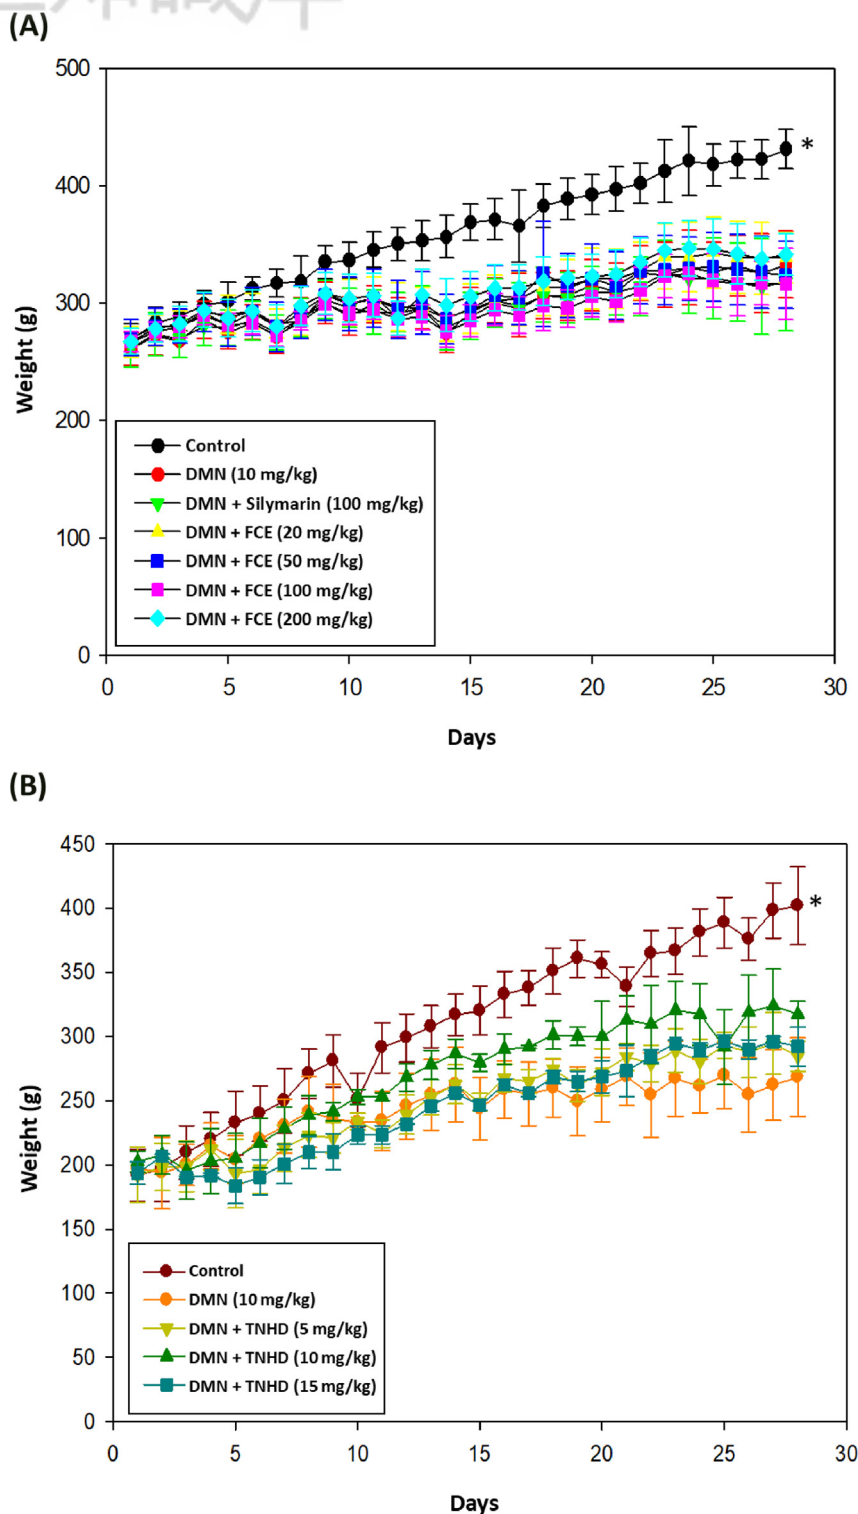 (A)
500
400
300
200
100
0
Weight (g)
*
Control
DMN (10 mg/kg)
DMN + Silymarin (100 mg/kg)
DMN + FCE (20 mg/kg)
DMN + FCE (50 mg/kg)
DMN + FCE (100 mg/kg)
DMN + FCE (200 mg/kg)
0 5 10 15 20 25 30
Days
(B)
450
400
350
300
250
200
150
100
50
0
Weight (g)
*
Control
DMN (10 mg/kg)
DMN + TNHD (5 mg/kg)
DMN + TNHD (10 mg/kg)
DMN + TNHD (15 mg/kg)
0 5 10 15 20 25 30
Days